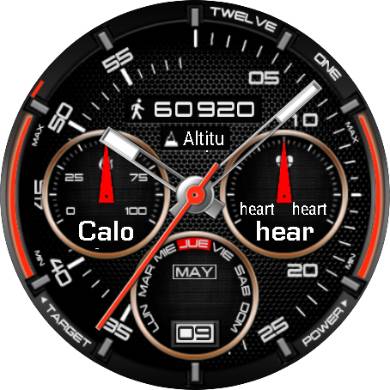 TWELVE
ONE
55
05
60920
50
10
MAX
MAX
Altitu
25 75
0 100
Calo
heart heart
hear
45
MIN
MIN
LUN MAR MIE JUE VIE SAB DOM
MAY
09
40
20
35
25
TARGET
POWER